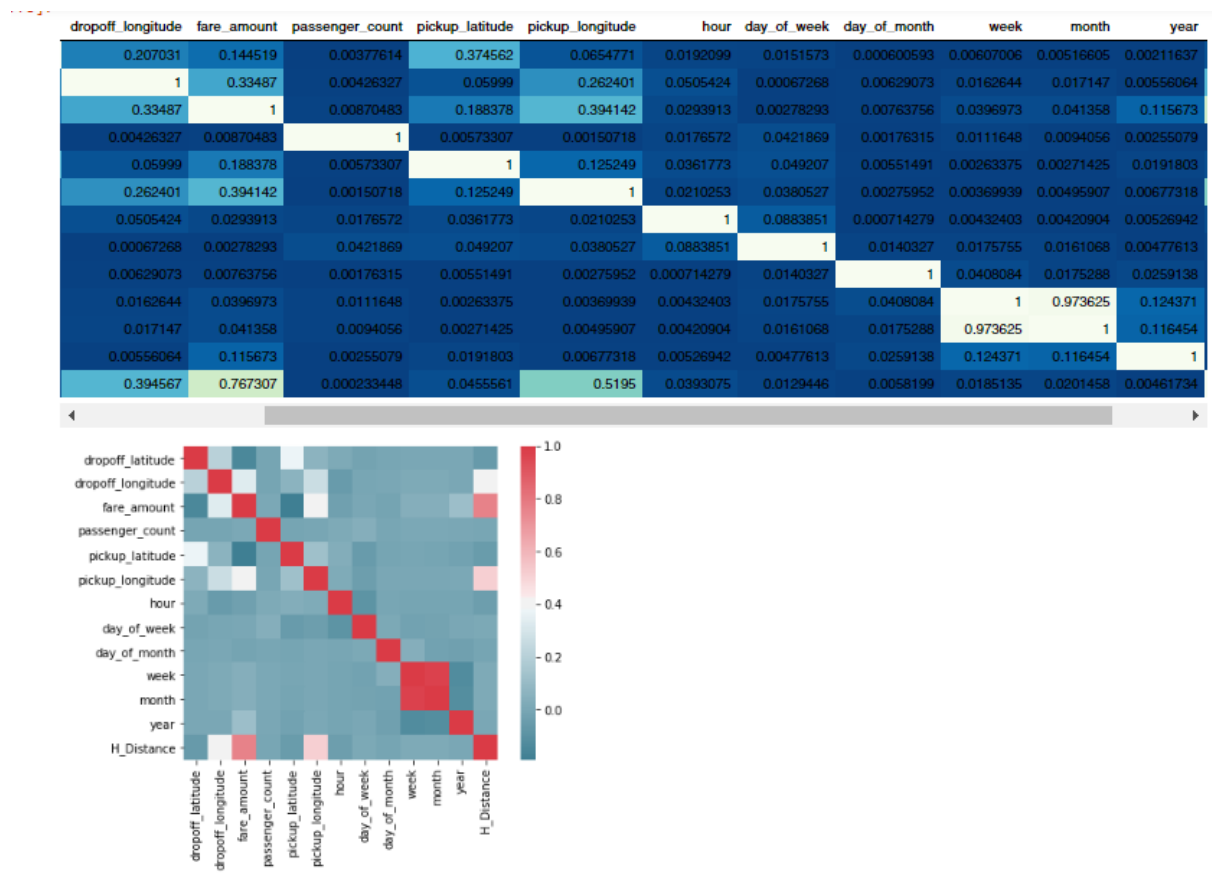 dropoff_longitude fare_amount passenger_count pickup_latitude pickup_longitude hour day_of_week day_of_month week month year
0.207031 0.144519 0.00377614 0.374562 0.0654771 0.0192099 0.0151573 0.000600593 0.00607006 0.00516605 0.00211637
1 0.33487 0.00426327 0.05999 0.262401 0.0505424 0.00067268 0.00629073 0.0162644 0.017147 0.00556064
0.33487 1 0.00870483 0.188378 0.394142 0.0293913 0.00278293 0.00763756 0.0396973 0.041358 0.115673
0.00426327 0.00870483 1 0.00573307 0.00150718 0.0176572 0.0421869 0.00176315 0.0111648 0.0094056 0.00255079
0.05999 0.188378 0.00573307 1 0.125249 0.0361773 0.049207 0.00551491 0.00263375 0.00271425 0.0191803
0.262401 0.394142 0.00150718 0.125249 1 0.0210253 0.0380527 0.00275952 0.00369939 0.00495907 0.00677318
0.0505424 0.0293913 0.0176572 0.0361773 0.0210253 1 0.0883851 0.000714279 0.00432403 0.00420904 0.00526942
0.00067268 0.00278293 0.0421869 0.049207 0.0380527 0.0883851 1 0.0140327 0.0175755 0.0161068 0.00477613
0.00629073 0.00763756 0.00176315 0.00551491 0.00275952 0.000714279 0.0140327 1 0.0408084 0.0175288 0.0259138
0.0162644 0.0396973 0.0111648 0.00263375 0.00369939 0.00432403 0.0175755 0.0408084 1 0.973625 0.124371
0.017147 0.041358 0.0094056 0.00271425 0.00495907 0.00420904 0.0161068 0.0175288 0.973625 1 0.116454
0.00556064 0.115673 0.00255079 0.0191803 0.00677318 0.00526942 0.00477613 0.0259138 0.124371 0.116454 1
0.394567 0.767307 0.000233448 0.0455561 0.5195 0.0393075 0.0129446 0.0058199 0.0185135 0.0201458 0.00461734
dropoff_latitude
dropoff_longitude
fare_amount
passenger_count
pickup_latitude
pickup_longitude
hour
day_of_week
day_of_month
week
month
year
H_Distance
dropoff_latitude
dropoff_longitude
fare_amount
passenger_count
pickup_latitude
pickup_longitude
hour
day_of_week
day_of_month
week
month
year
H_Distance
1.0
0.8
0.6
0.4
0.2
0.0